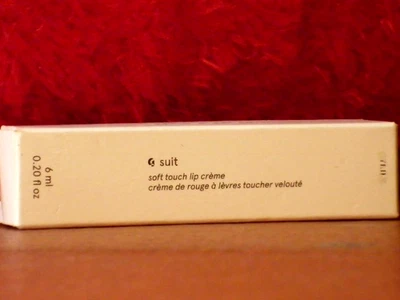 suit
soft touch lip crème
crème de rouge à lèvres toucher velouté
6 ml
0.20 fl oz